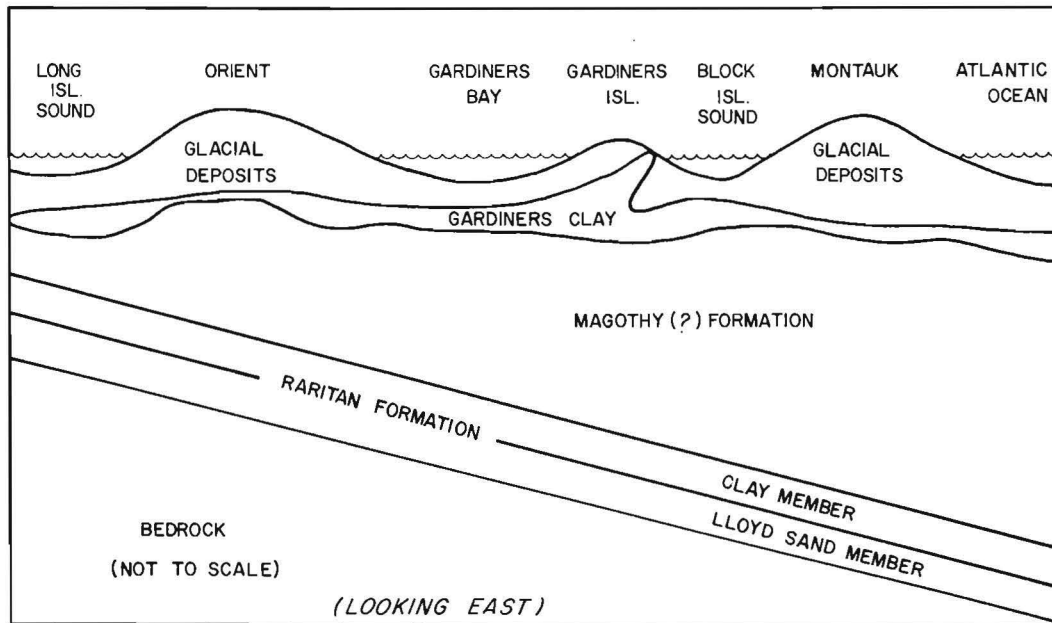 LONG
ISL.
SOUND
ORIENT
GARDINERS
BAY
GARDINERS
ISL.
BLOCK
ISL.
SOUND
MONTAUK
ATLANTIC
OCEAN
GLACIAL
DEPOSITS
GLACIAL
DEPOSITS
GARDINERS CLAY
MAGOTHY (?) FORMATION
RARITAN FORMATION
CLAY MEMBER
LLOYD SAND MEMBER
BEDROCK
(NOT TO SCALE)
(LOOKING EAST)